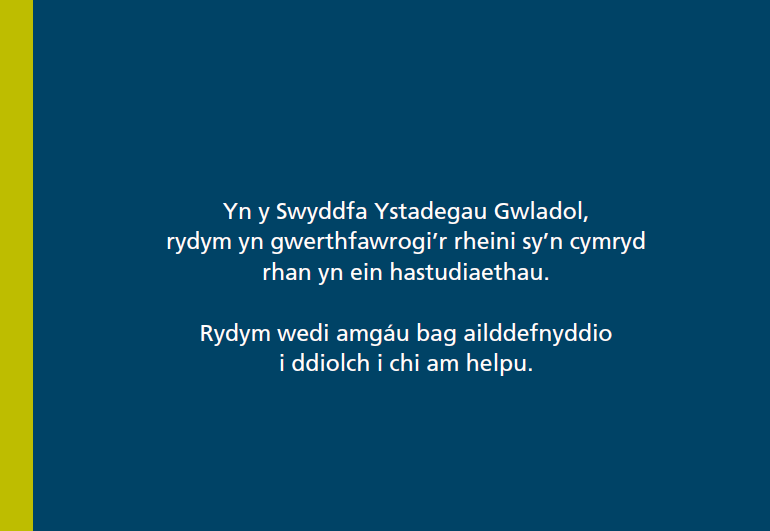 Yn y Swyddfa Ystadegau Gwladol,
rydym yn gwerthfawrogi’r rheini sy’n cymryd
rhan yn ein hastudiaethau.
Rydym wedi amgáu bag ailddefnyddio
i ddiolch i chi am helpu.